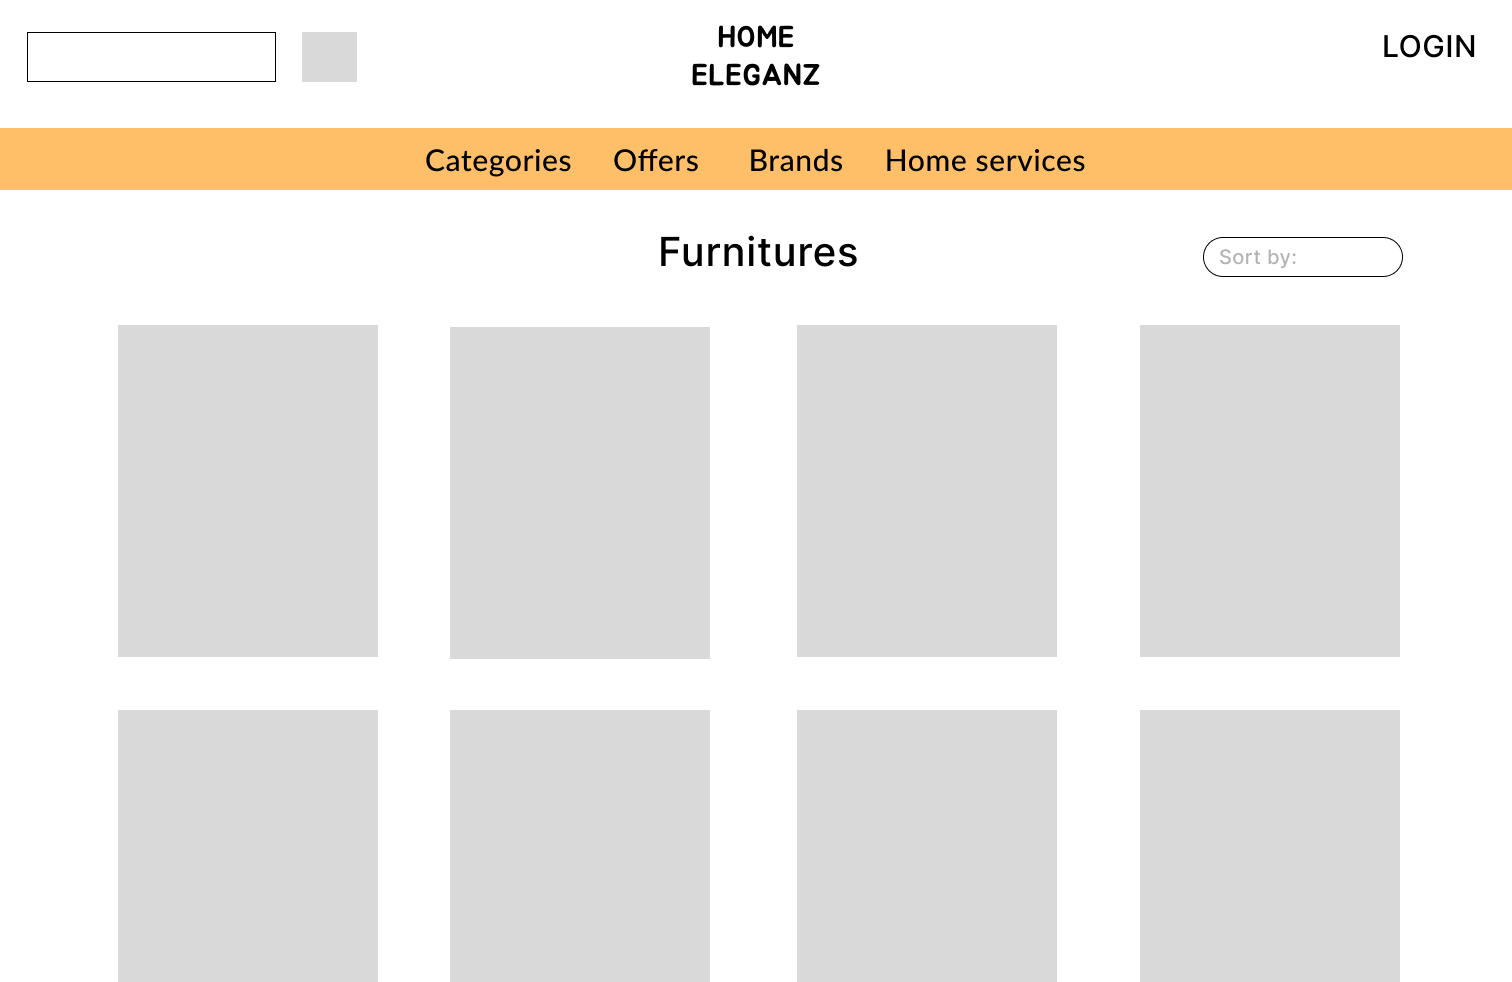 HOME
ELEGANZ
LOGIN
Categories Offers Brands Home services
Furnitures
Sort by: